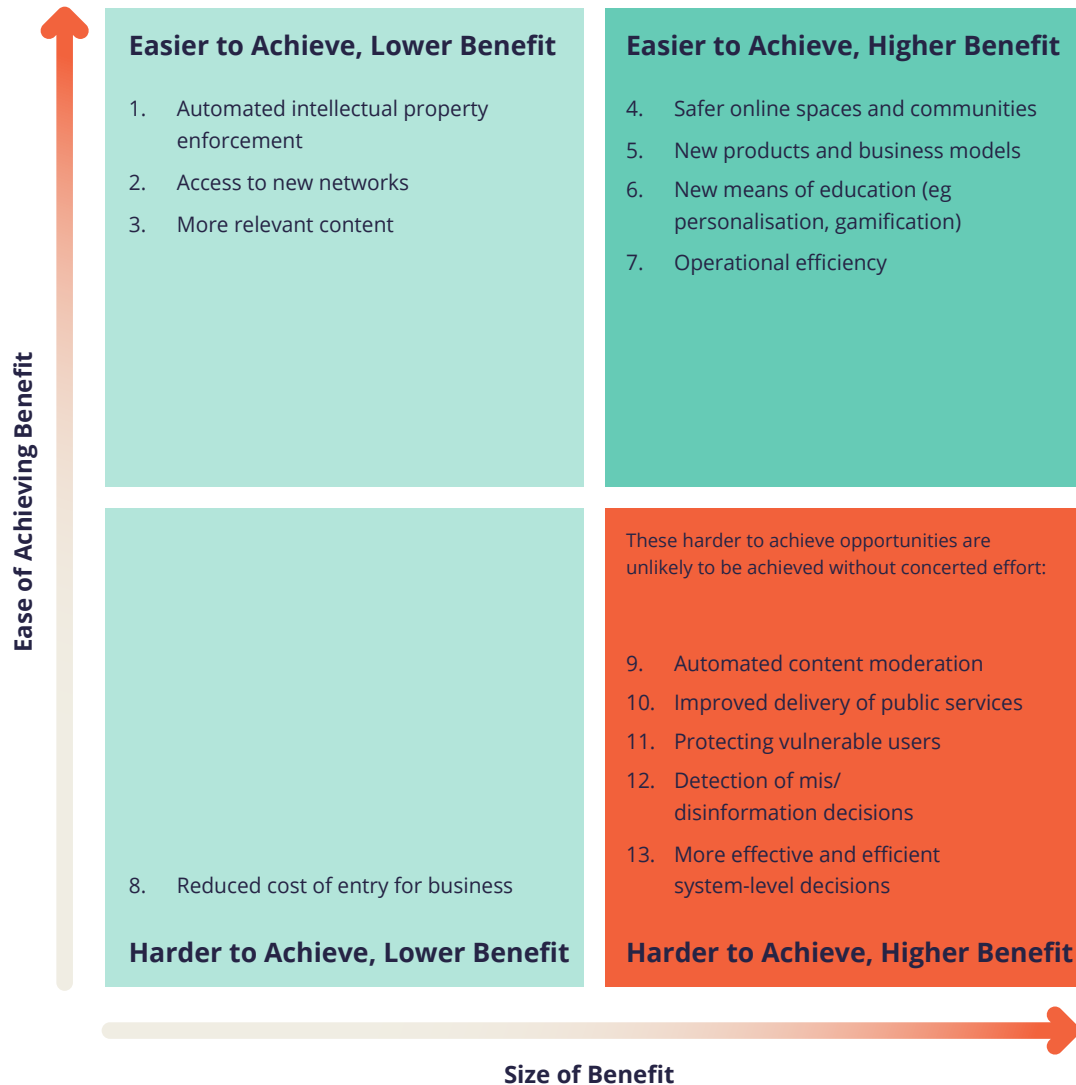 Easier to Achieve, Lower Benefit
1. Automated intellectual property
enforcement
2. Access to new networks
3. More relevant content
Easier to Achieve, Higher Benefit
4. Safer online spaces and communities
5. New products and business models
6. New means of education (eg
personalisation, gamification)
7. Operational efficiency
Ease of Achieving Benefit
8. Reduced cost of entry for business
Harder to Achieve, Lower Benefit
These harder to achieve opportunities are
unlikely to be achieved without concerted effort:
9. Automated content moderation
10. Improved delivery of public services
11. Protecting vulnerable users
12. Detection of mis/
disinformation decisions
13. More effective and efficient
system-level decisions
Harder to Achieve, Higher Benefit
Size of Benefit